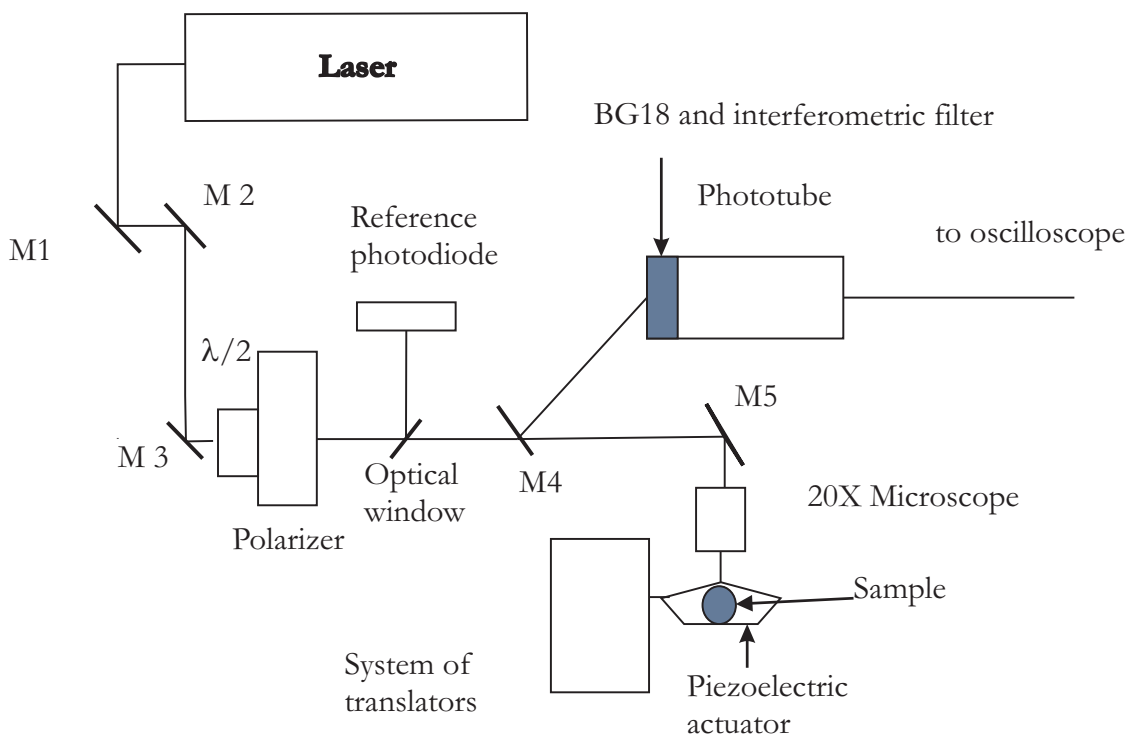 Laser
BG18 and interferometric filter
M 2
Phototube
Reference
photodiode
to oscilloscope
M1
λ/2
M5
M 3
Optical
window
M4
20X Microscope
Polarizer
Sample
System of
translators
Piezoelectric
actuator